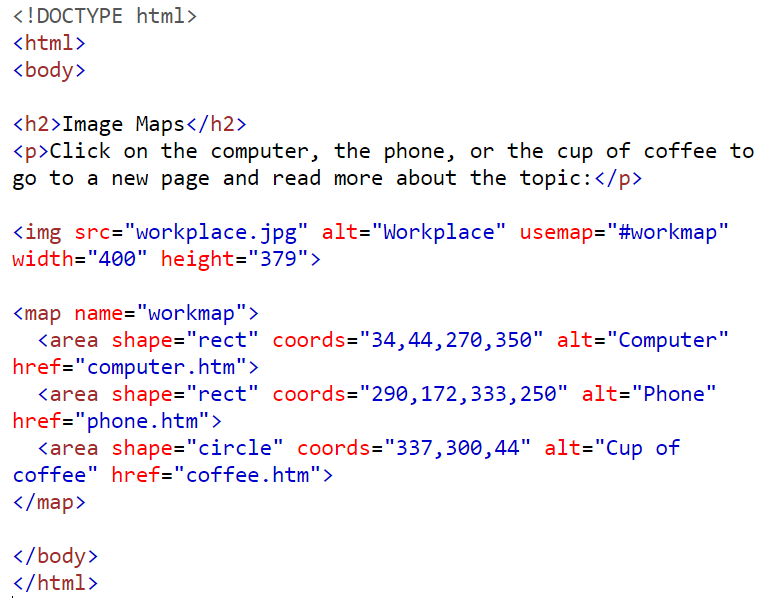 <!DOCTYPE html>
<html>
<body>
<h2>Image Maps</h2>
<p>Click on the computer, the phone, or the cup of coffee to
go to a new page and read more about the topic:</p>
<img src="workplace.jpg" alt="Workplace" usemap="#workmap"
width="400" height="379">
<map name="workmap">
  <area shape="rect" coords="34,44,270,350" alt="Computer"
href="computer.htm">
  <area shape="rect" coords="290,172,333,250" alt="Phone"
href="phone.htm">
  <area shape="circle" coords="337,300,44" alt="Cup of
coffee" href="coffee.htm">
</map>
</body>
</html>